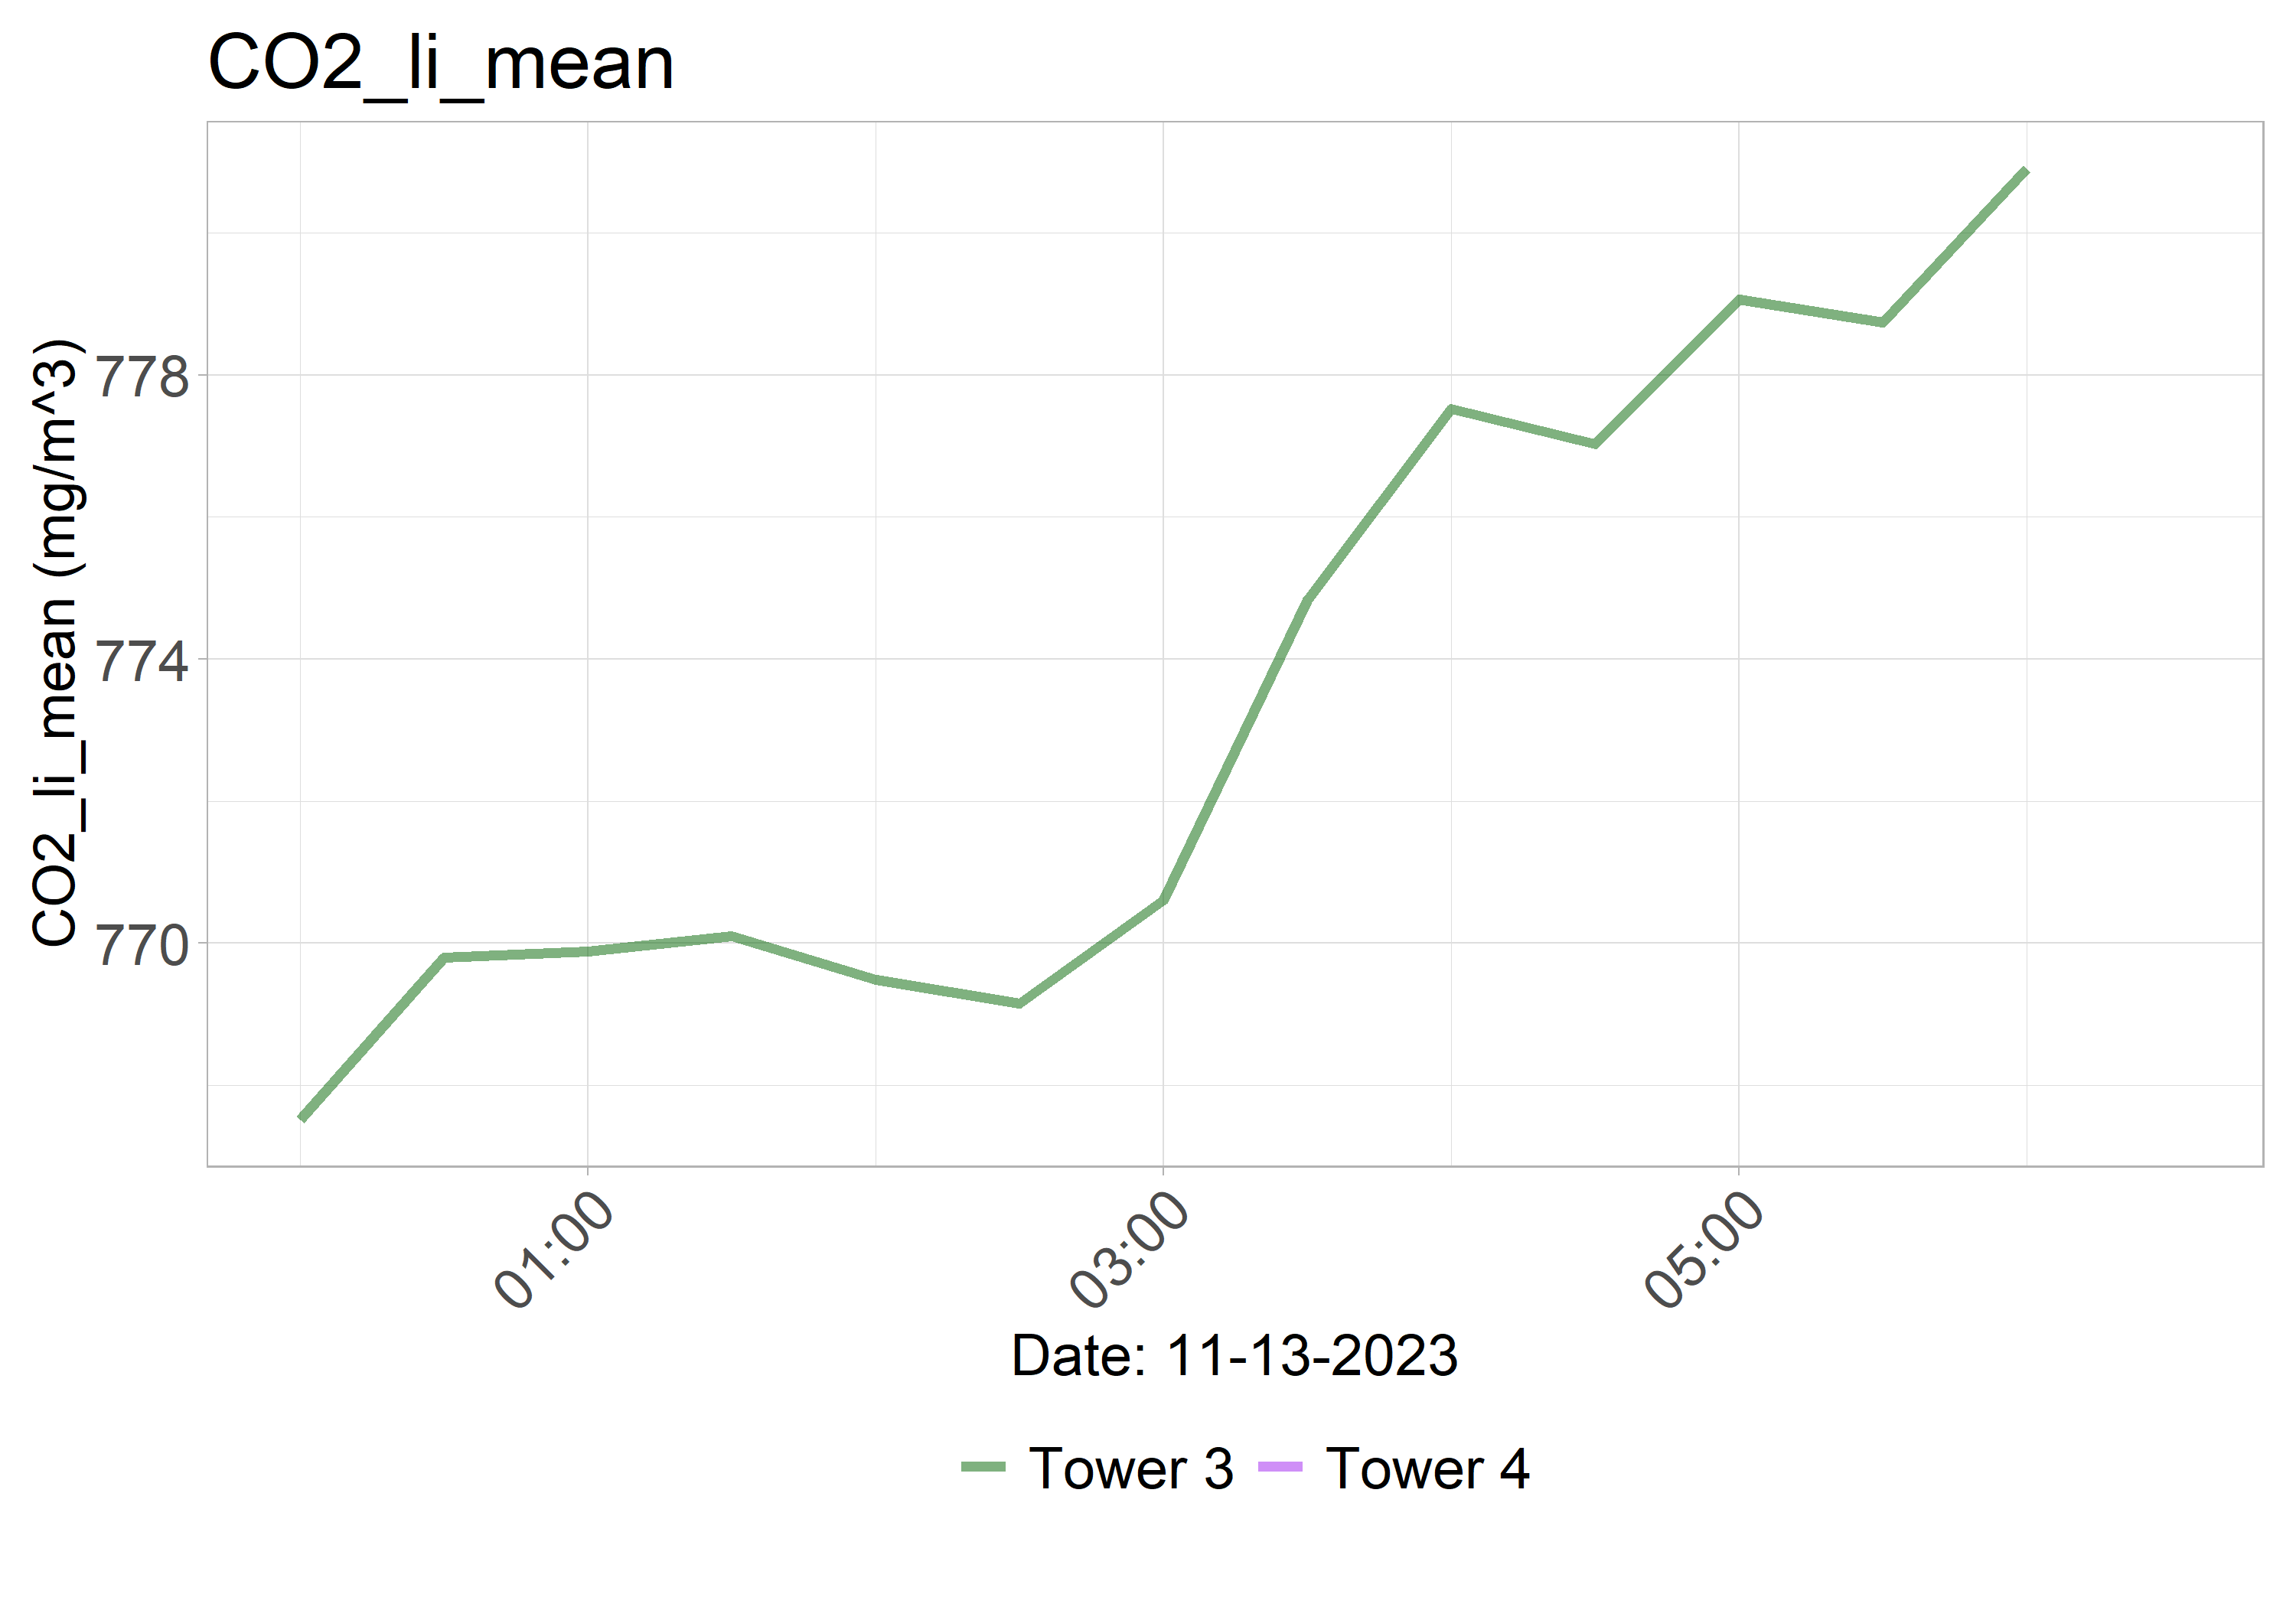 CO2_li_mean
CO2_li_mean (mg/m^3)
778
774
770
01:00
03:00
05:00
Date: 11-13-2023
Tower 3
Tower 4